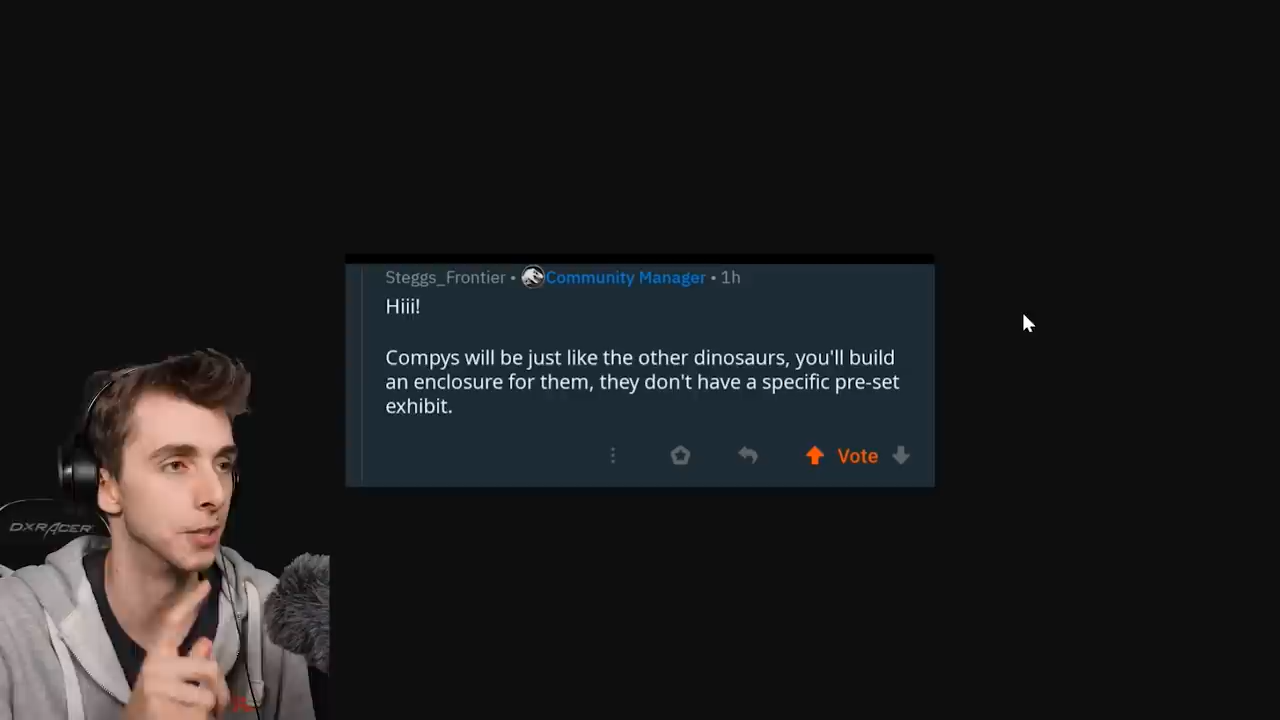 Steggs_Frontier • Community Manager • 1h
Hiii!
Compys will be just like the other dinosaurs, you'll build
an enclosure for them, they don't have a specific pre-set
exhibit.
Vote
DXRACER